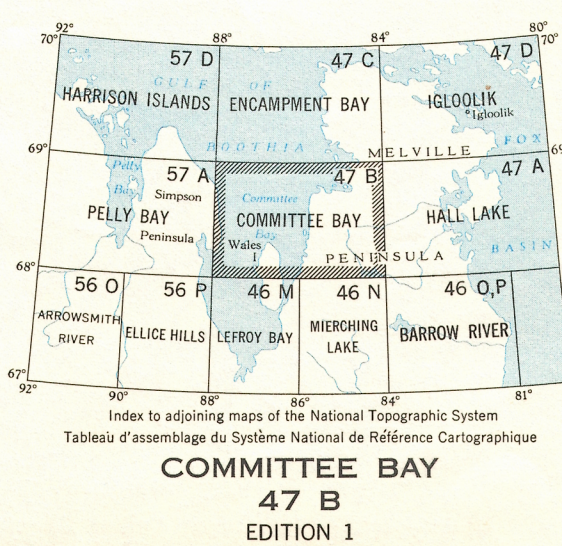 92°
88°
84°
80°
70°
57 D
47 C
47 D
70°
GULF OF
HARRISON ISLANDS
ENCAMPMENT BAY
IGLOOLIK
Igloolik
BOOTHIA
FOX
69°
MELVILLE
69
Pelly
Bay
57 A
47 B
47 A
Simpson
Committee
PELLY BAY
COMMITTEE BAY
HALL LAKE
Peninsula
Bay
Wales
I
PENINSULA
BASIN
68°
56 O
56 P
46 M
46 N
46 O,P
ARROWSMITH
RIVER
ELLICE HILLS
LEFROY BAY
MIERCHING
LAKE
BARROW RIVER
67°
92°
90°
88°
86°
84°
81°
Index to adjoining maps of the National Topographic System
Tableau d'assemblage du Système National de Référence Cartographique
COMMITTEE BAY
47 B
EDITION 1